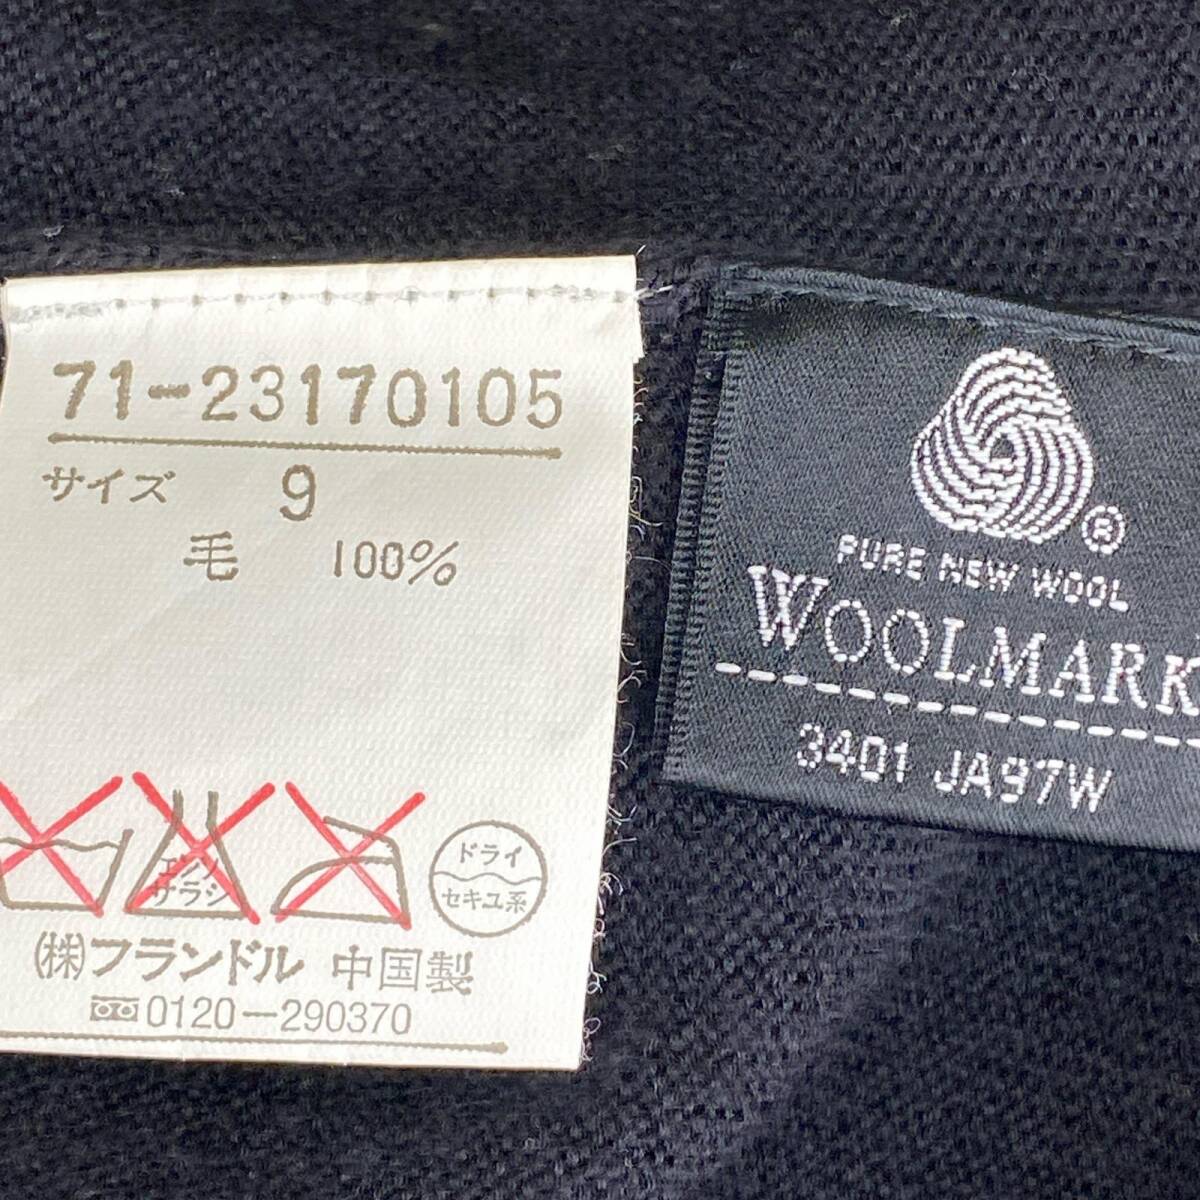 71-23170105
サイズ 9
毛 100%
エンソ
サラシ
ドライ
セキユ系
(株)フランドル 中国製
0120-290370
®
PURE NEW WOOL
WOOLMARK
3401 JA97W